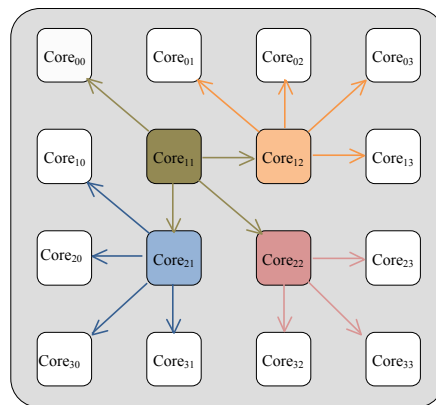 Core₀₀ Core₀₁ Core₀₂ Core₀₃
Core₁₀ Core₁₁ Core₁₂ Core₁₃
Core₂₀ Core₂₁ Core₂₂ Core₂₃
Core₃₀ Core₃₁ Core₃₂ Core₃₃